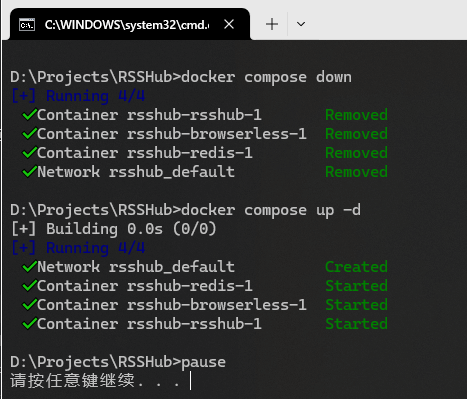 C:\WINDOWS\system32\cmd.
D:\Projects\RSSHub>docker compose down
[+] Running 4/4
✔Container rsshub-rsshub-1 Removed
✔Container rsshub-browserless-1 Removed
✔Container rsshub-redis-1 Removed
✔Network rsshub_default Removed
D:\Projects\RSSHub>docker compose up -d
[+] Building 0.0s (0/0)
[+] Running 4/4
✔Network rsshub_default Created
✔Container rsshub-redis-1 Started
✔Container rsshub-browserless-1 Started
✔Container rsshub-rsshub-1 Started
D:\Projects\RSSHub>pause
请按任意键继续. . .